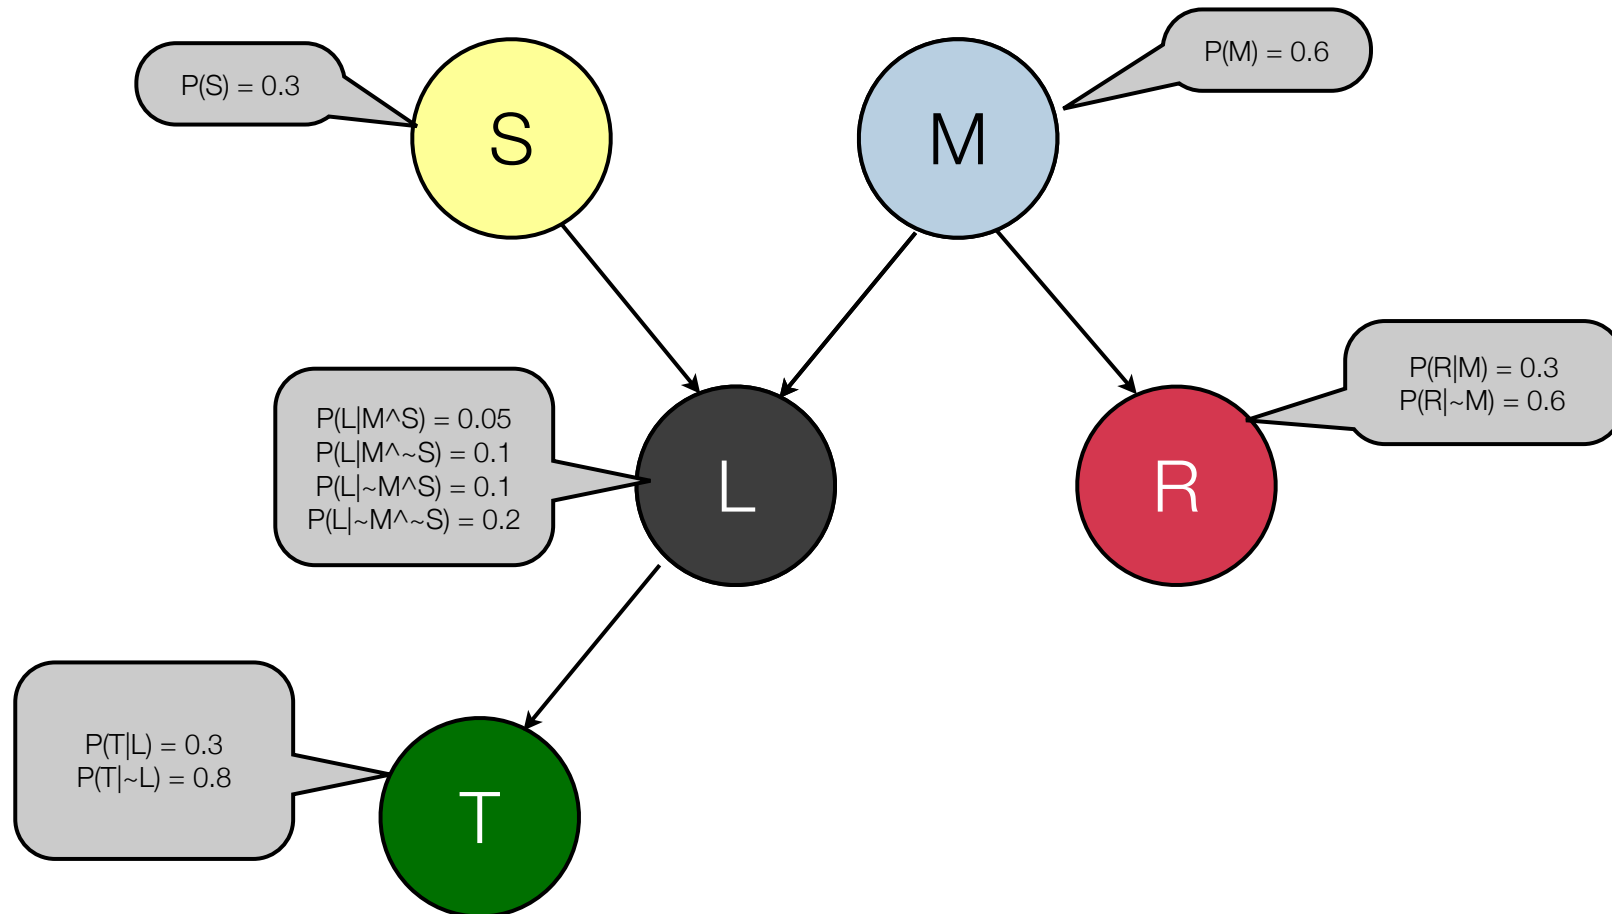 P(S) = 0.3
S
M
P(M) = 0.6
P(L|M^S) = 0.05
P(L|M^~S) = 0.1
P(L|~M^S) = 0.1
P(L|~M^~S) = 0.2
L
R
P(R|M) = 0.3
P(R|~M) = 0.6
P(T|L) = 0.3
P(T|~L) = 0.8
T